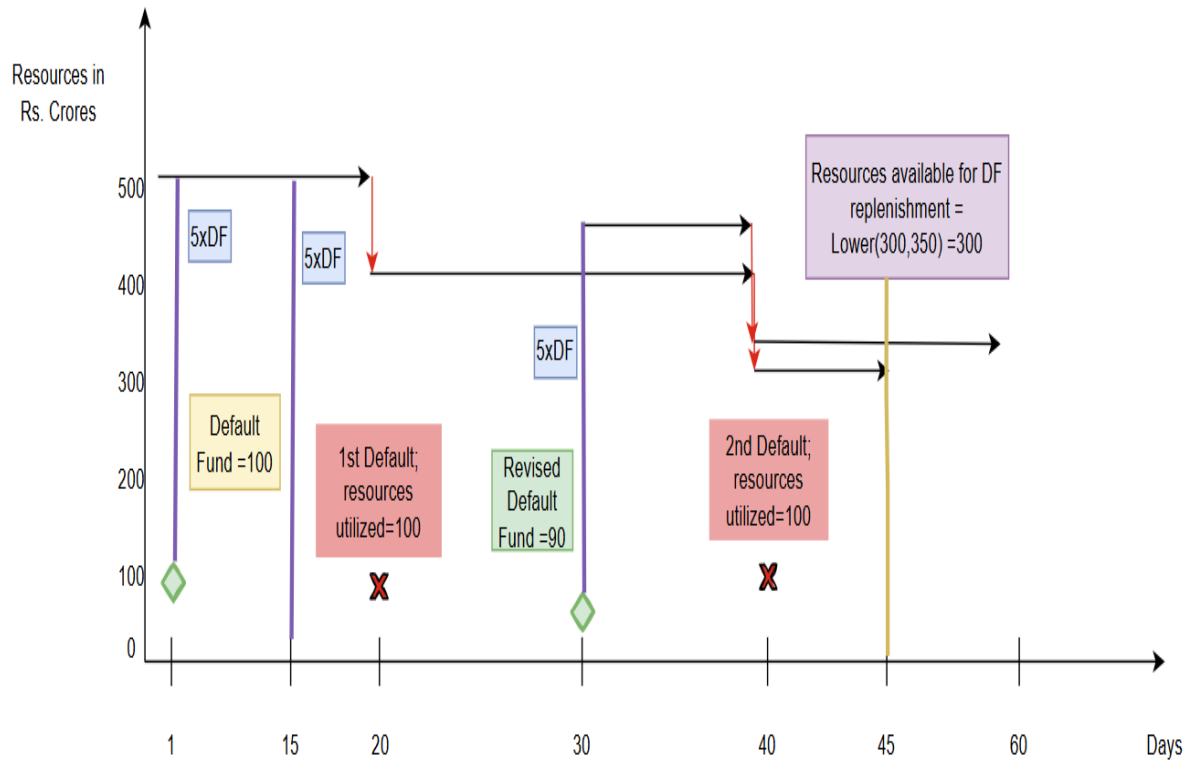 Resources in
Rs. Crores
500
400
300
200
100
0
5xDF
5xDF
Default
Fund =100
1st Default;
resources
utilized=100
5xDF
Revised
Default
Fund =90
2nd Default;
resources
utilized=100
Resources available for DF
replenishment =
Lower(300,350) =300
X
X
1
15
20
30
40
45
60
Days